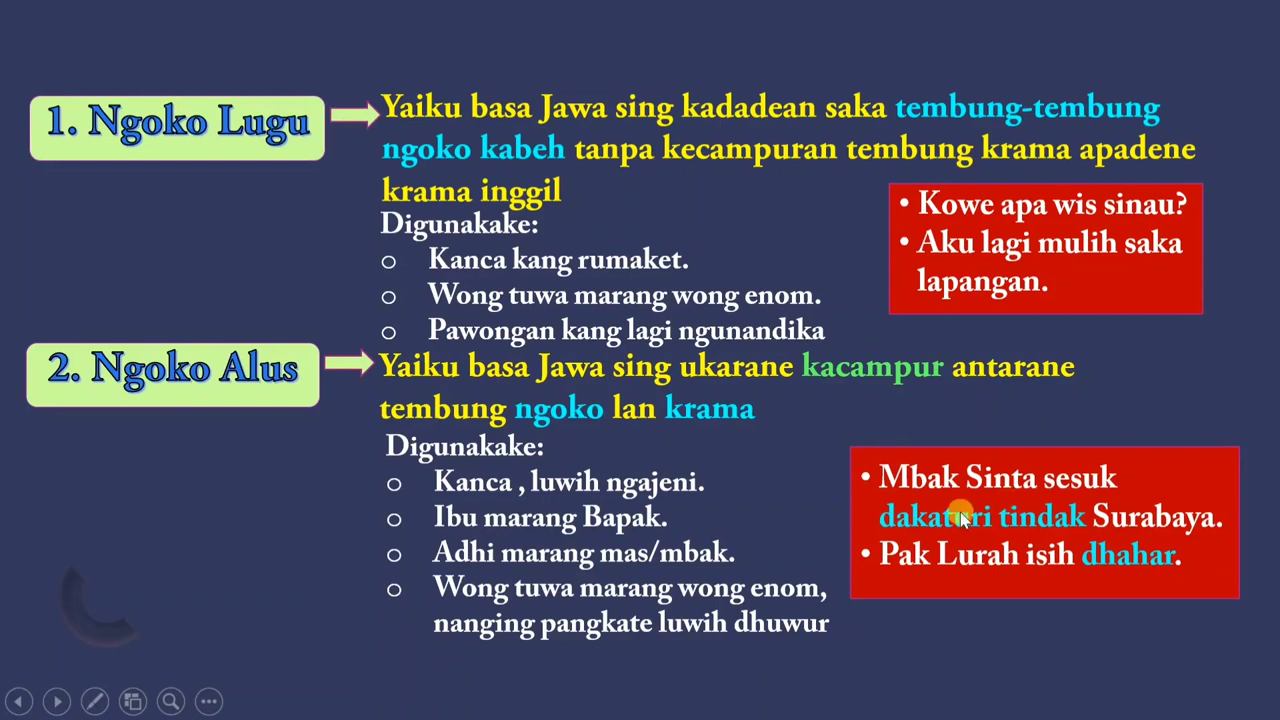 1. Ngoko Lugu
Yaiku basa Jawa sing kadadean saka tembung-tembung
ngoko kabeh tanpa kecampuran tembung krama apadene
krama inggil
Digunakake:
o Kanca kang rumaket.
o Wong tuwa marang wong enom.
o Pawongan kang lagi ngunandika
• Kowe apa wis sinau?
• Aku lagi mulih saka
lapangan.
2. Ngoko Alus
Yaiku basa Jawa sing ukarane kacampur antarane
tembung ngoko lan krama
Digunakake:
o Kanca , luwih ngajeni.
o Ibu marang Bapak.
o Adhi marang mas/mbak.
o Wong tuwa marang wong enom,
nanging pangkate luwih dhuwur
• Mbak Sinta sesuk
dakaturi tindak Surabaya.
• Pak Lurah isih dhahar.